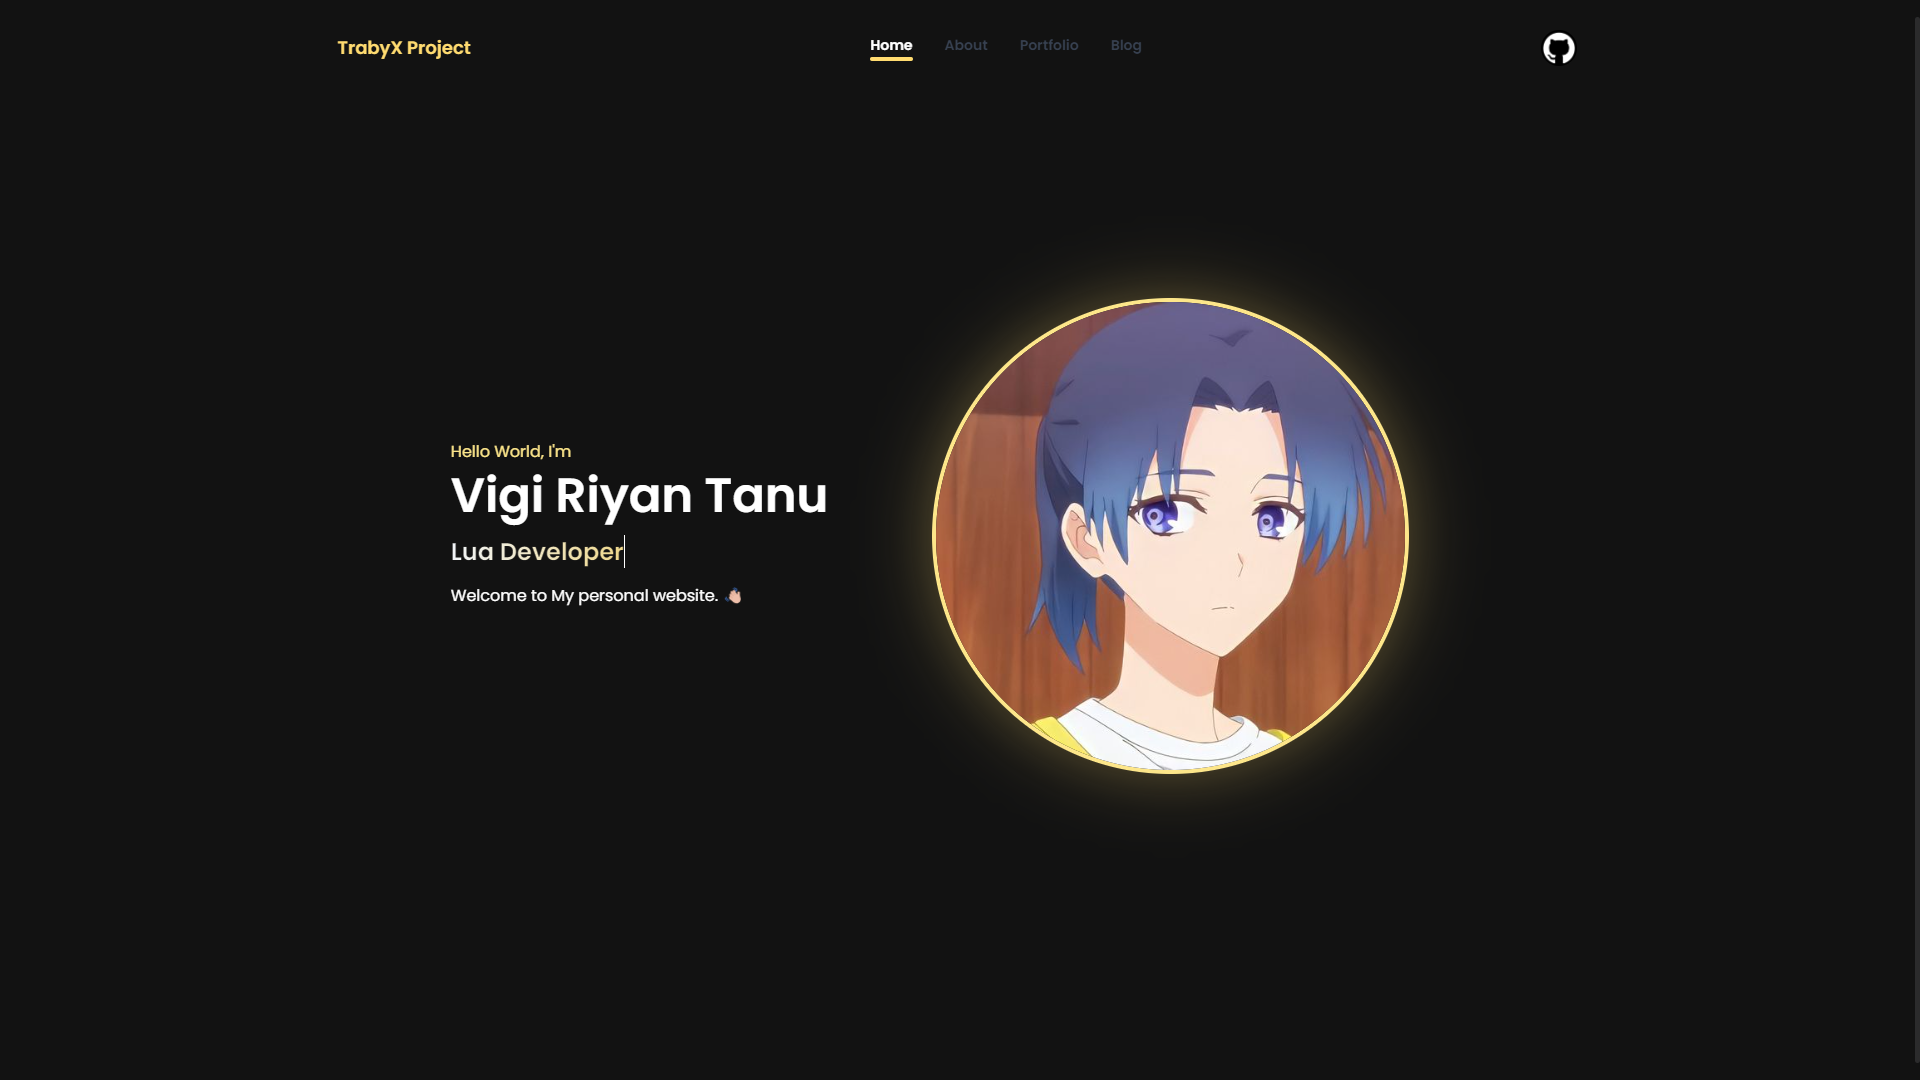 TrabyX Project
Home
About
Portfolio
Blog
Hello World, I'm
Vigi Riyan Tanu
Lua Developer
Welcome to My personal website. 👋🏻